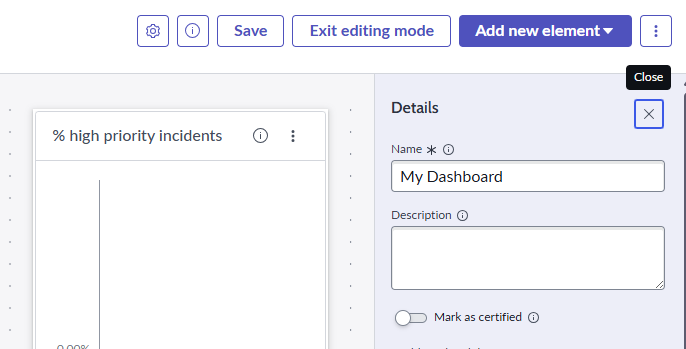 Save Exit editing mode Add new element
Close
Details
% high priority incidents
Name
My Dashboard
Description
Mark as certified
0.00%